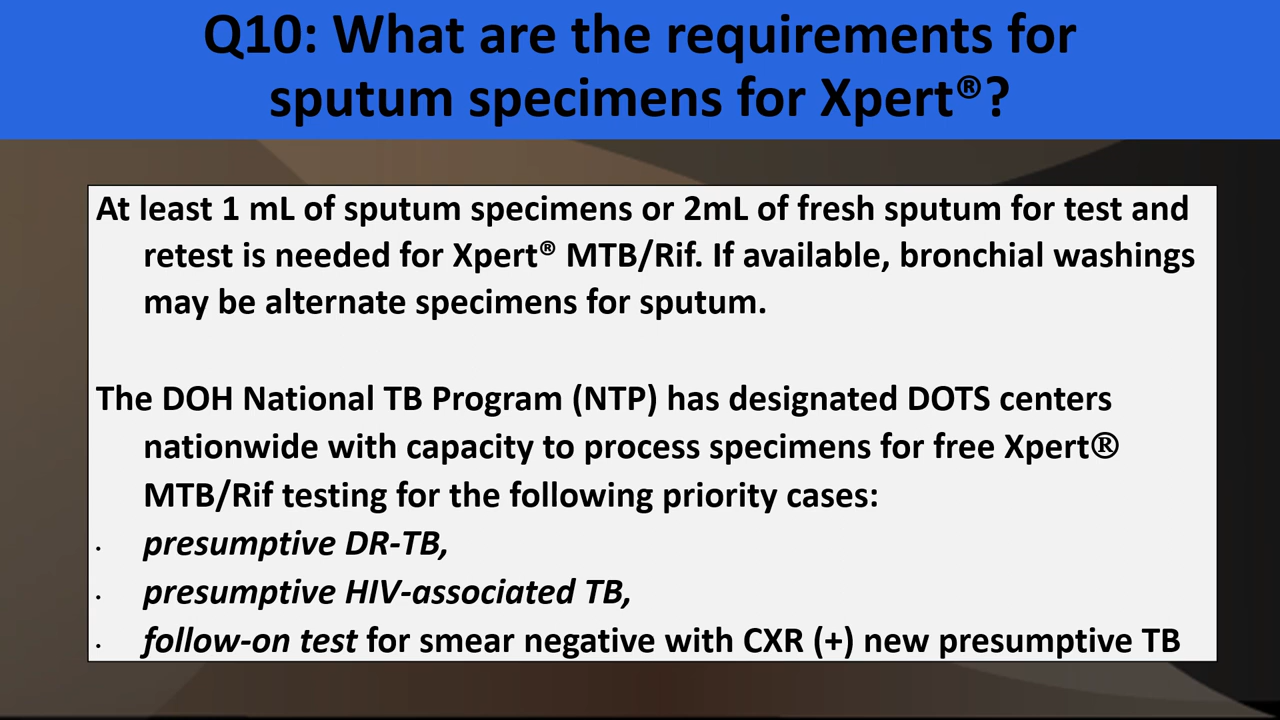 Q10: What are the requirements for
sputum specimens for Xpert®?
At least 1 mL of sputum specimens or 2mL of fresh sputum for test and
retest is needed for Xpert® MTB/Rif. If available, bronchial washings
may be alternate specimens for sputum.
The DOH National TB Program (NTP) has designated DOTS centers
nationwide with capacity to process specimens for free Xpert®
MTB/Rif testing for the following priority cases:
· presumptive DR-TB,
· presumptive HIV-associated TB,
· follow-on test for smear negative with CXR (+) new presumptive TB